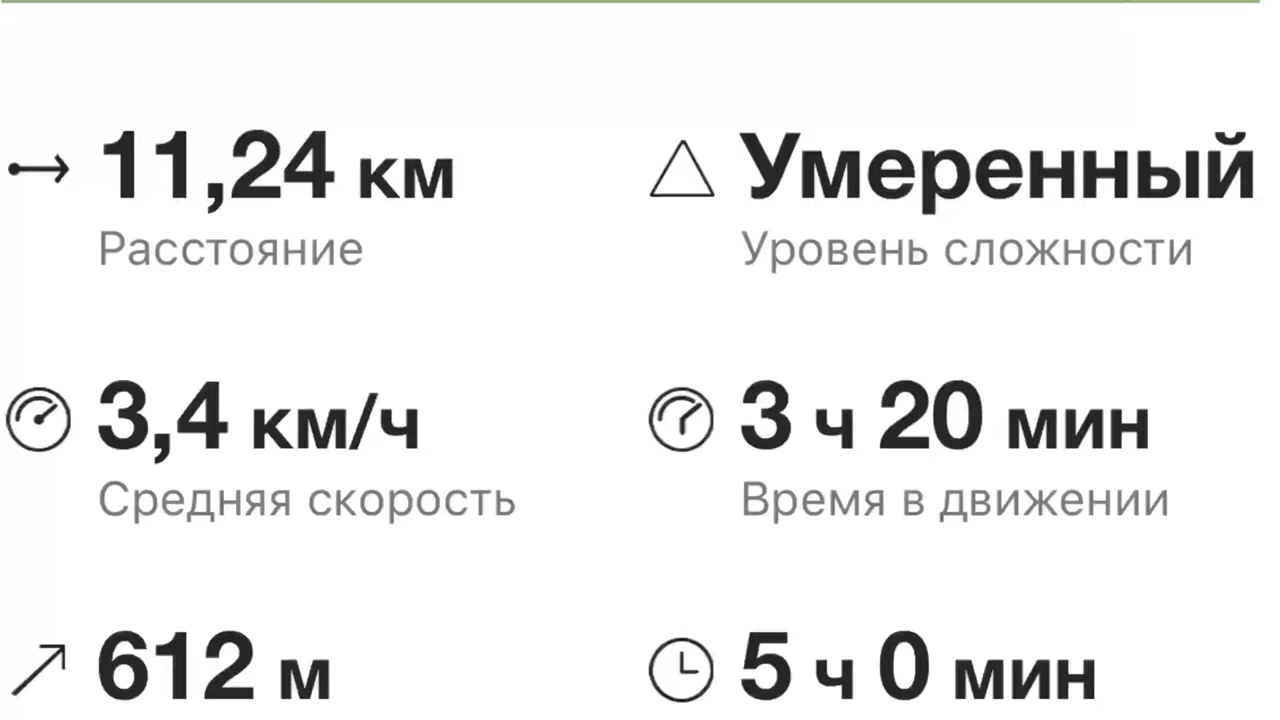 11,24 км
Расстояние
Умеренный
Уровень сложности
3,4 км/ч
Средняя скорость
3 ч 20 мин
Время в движении
612 м
5 ч 0 мин